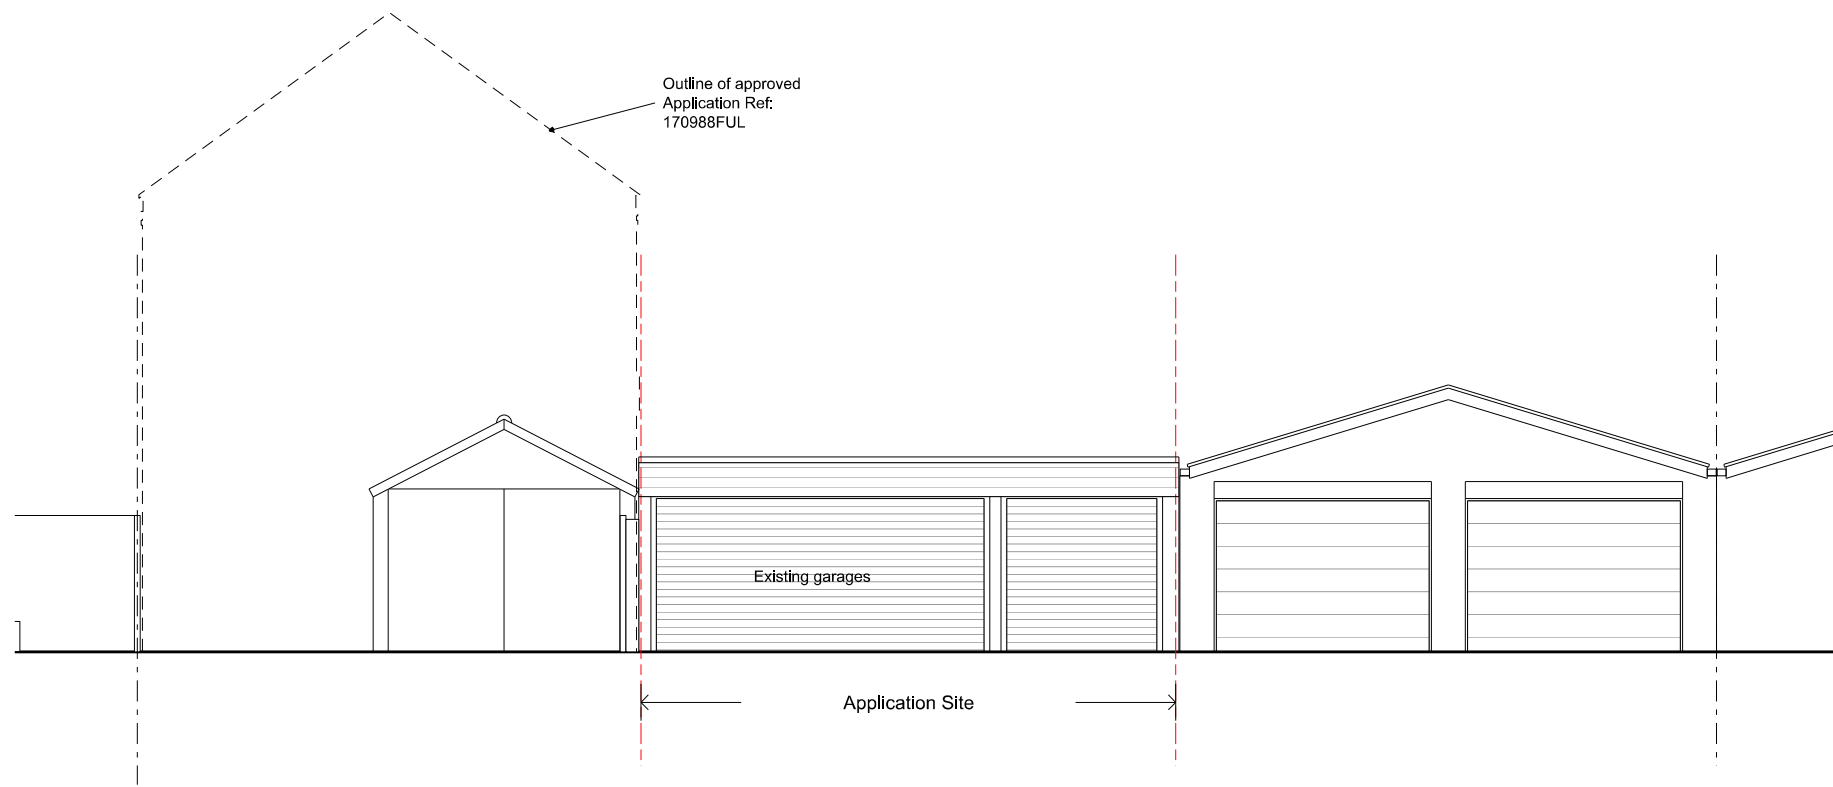 Outline of approved
Application Ref:
170988FUL
Existing garages
Application Site